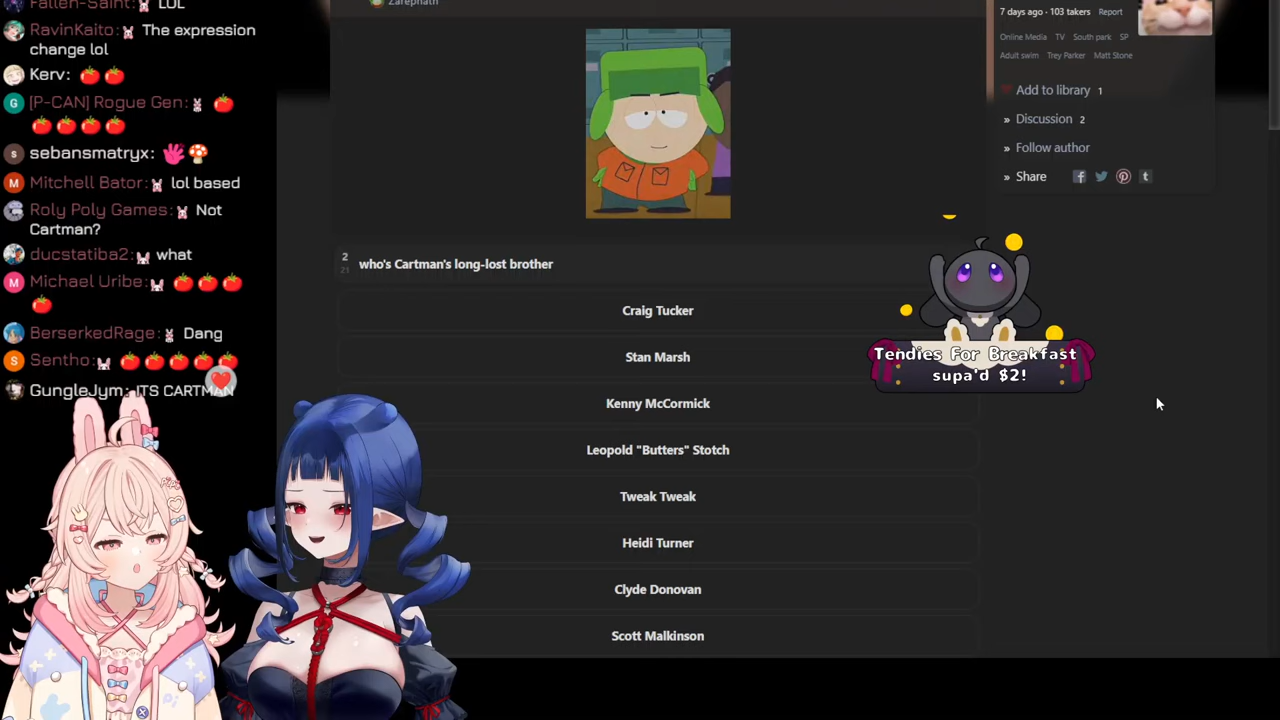 Fallen-Saint: LOL
RavinKaito: The expression
change lol
Kerv:
[P-CAN] Rogue Gen:
sebansmatryx:
Mitchell Bator: lol based
Roly Poly Games: Not
Cartman?
ducstatiba2: what
Michael Uribe:
BerserkedRage: Dang
Sentho:
GungleJym: ITS CARTMAN
Zarephath
2
21
who's Cartman's long-lost brother
Craig Tucker
Stan Marsh
Kenny McCormick
Leopold "Butters" Stotch
Tweak Tweak
Heidi Turner
Clyde Donovan
Scott Malkinson
7 days ago · 103 takers Report
Online Media TV South park SP
Adult swim Trey Parker Matt Stone
Add to library 1
» Discussion 2
» Follow author
» Share
Tendies For Breakfast
supa'd $2!